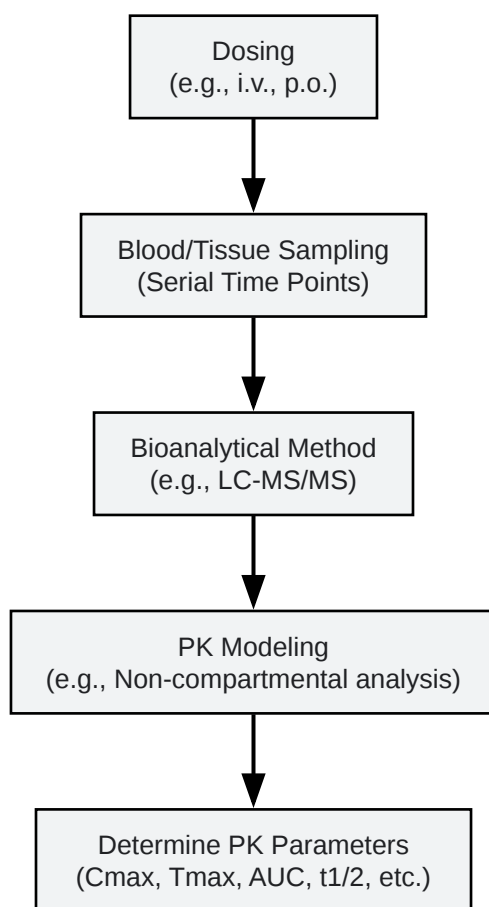 Dosing
(e.g., i.v., p.o.)
Blood/Tissue Sampling
(Serial Time Points)
Bioanalytical Method
(e.g., LC-MS/MS)
PK Modeling
(e.g., Non-compartmental analysis)
Determine PK Parameters
(Cmax, Tmax, AUC, t1/2, etc.)